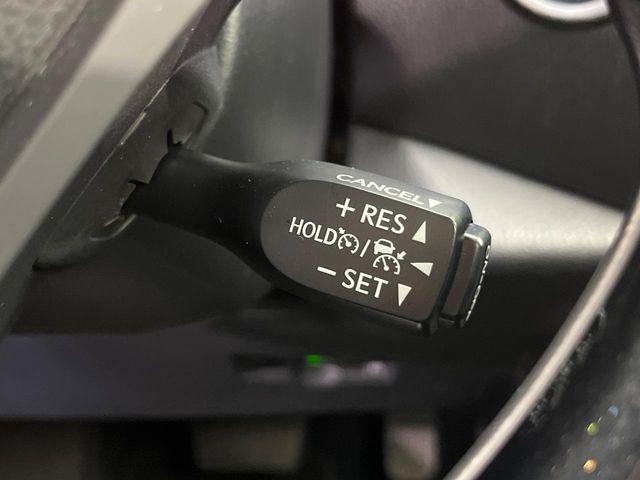 CANCEL▼
+ RES ▲
HOLD / ◀
− SET ▼